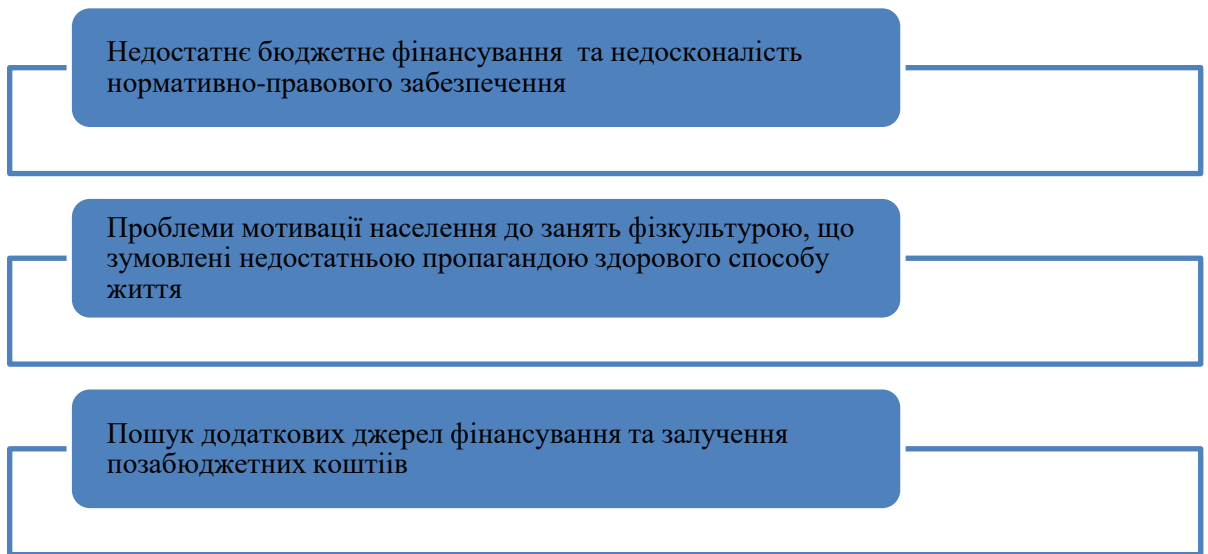 Недостатнє бюджетне фінансування  та недосконалість
нормативно-правового забезпечення
Проблеми мотивації населення до занять фізкультурою, що
зумовлені недостатньою пропагандою здорового способу
життя
Пошук додаткових джерел фінансування та залучення
позабюджетних коштіів